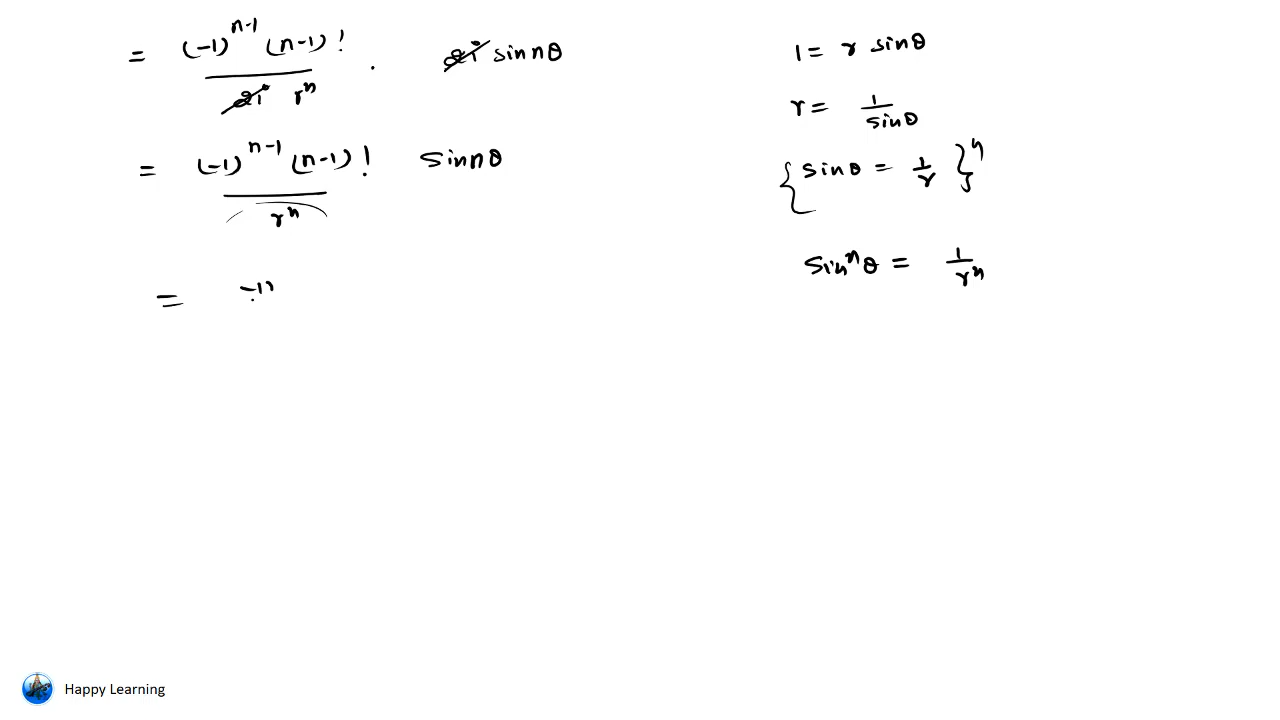 = (-1)^{n-1} (n-1)! / 2i r^n . 2i sin nθ
= (-1)^{n-1} (n-1)! / r^n sin nθ
= -1)
1 = r sinθ
r = 1/sinθ
{ sinθ = 1/r }^n
sin^n θ = 1/r^n
Happy Learning